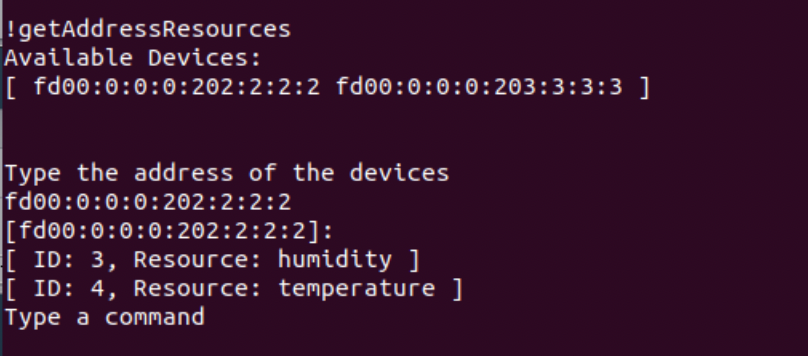 !getAddressResources
Available Devices:
[ fd00:0:0:0:202:2:2:2 fd00:0:0:0:203:3:3:3 ]
Type the address of the devices
fd00:0:0:0:202:2:2:2
[fd00:0:0:0:202:2:2:2]:
[ ID: 3, Resource: humidity ]
[ ID: 4, Resource: temperature ]
Type a command